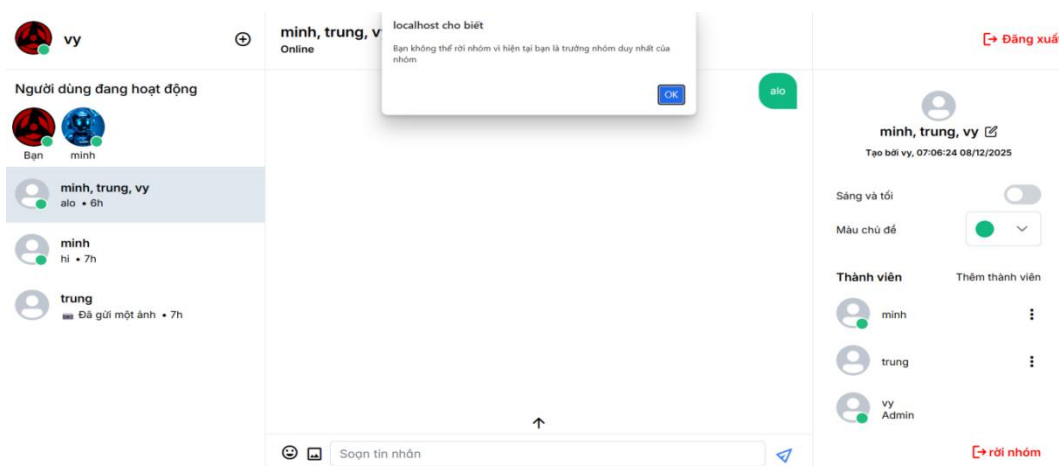 vy
Người dùng đang hoạt động
Bạn
minh
minh, trung, vy
alo • 6h
minh
hi • 7h
trung
Đã gửi một ảnh • 7h
minh, trung, v
Online
localhost cho biết
Bạn không thể rời nhóm vì hiện tại bạn là trưởng nhóm duy nhất của
nhóm
OK
alo
Soạn tin nhắn
Đăng xuất
minh, trung, vy
Tạo bởi vy, 07:06:24 08/12/2025
Sáng và tối
Màu chủ đề
Thành viên
Thêm thành viên
minh
trung
vy
Admin
rời nhóm